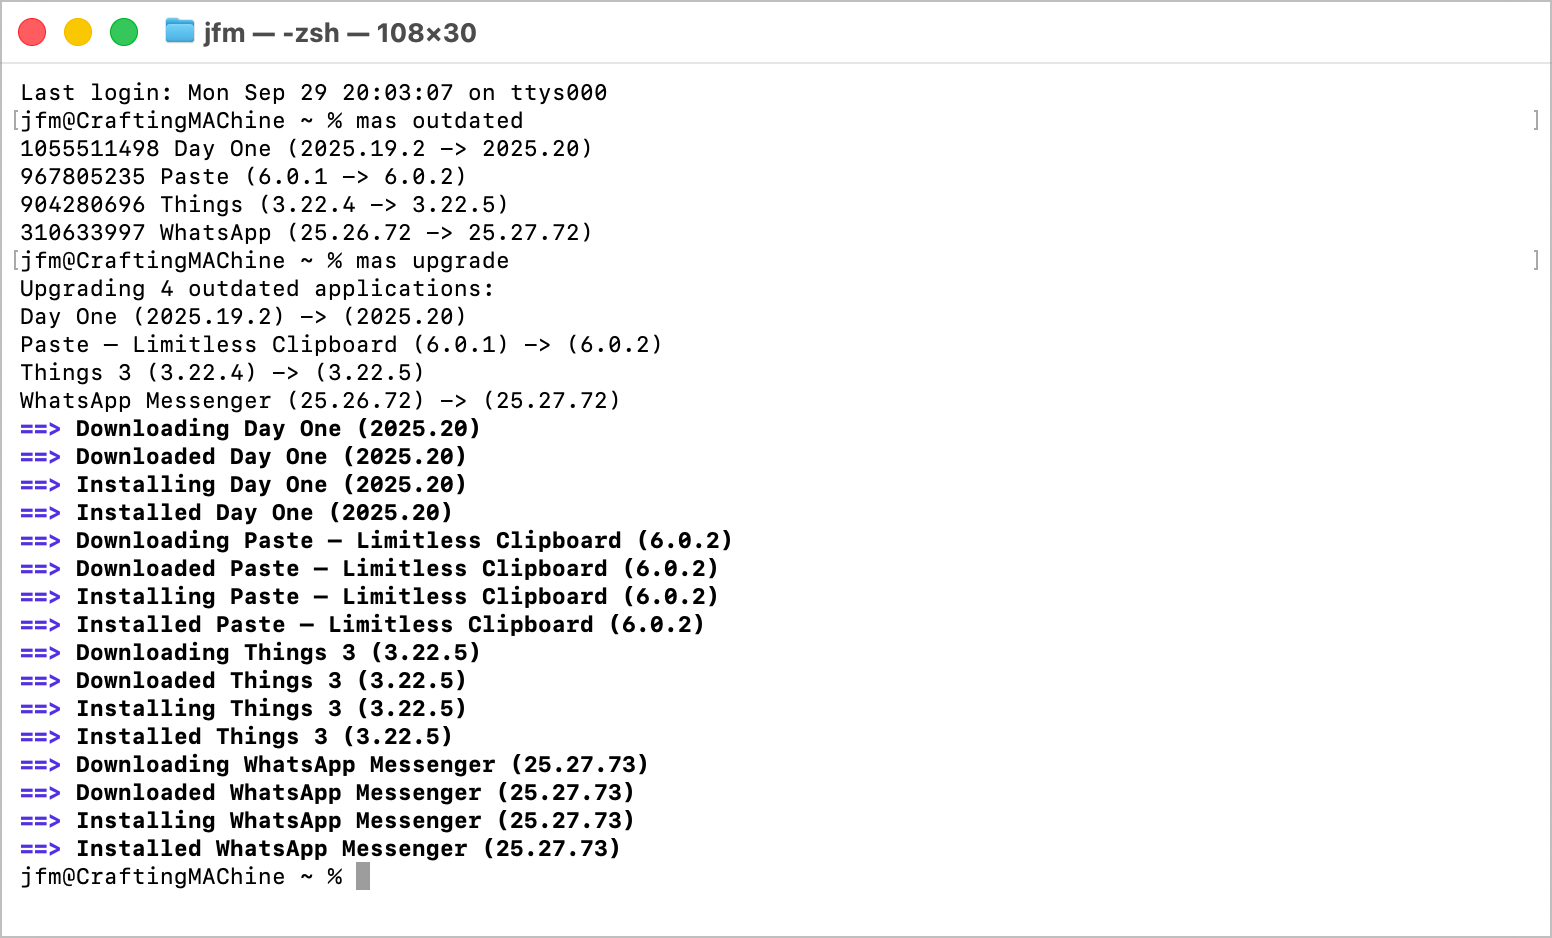 jfm — -zsh — 108×30
Last login: Mon Sep 29 20:03:07 on ttys000
[jfm@CraftingMAChine ~ % mas outdated ]
1055511498 Day One (2025.19.2 -> 2025.20)
967805235 Paste (6.0.1 -> 6.0.2)
904280696 Things (3.22.4 -> 3.22.5)
310633997 WhatsApp (25.26.72 -> 25.27.72)
[jfm@CraftingMAChine ~ % mas upgrade ]
Upgrading 4 outdated applications:
Day One (2025.19.2) -> (2025.20)
Paste – Limitless Clipboard (6.0.1) -> (6.0.2)
Things 3 (3.22.4) -> (3.22.5)
WhatsApp Messenger (25.26.72) -> (25.27.72)
==> Downloading Day One (2025.20)
==> Downloaded Day One (2025.20)
==> Installing Day One (2025.20)
==> Installed Day One (2025.20)
==> Downloading Paste – Limitless Clipboard (6.0.2)
==> Downloaded Paste – Limitless Clipboard (6.0.2)
==> Installing Paste – Limitless Clipboard (6.0.2)
==> Installed Paste – Limitless Clipboard (6.0.2)
==> Downloading Things 3 (3.22.5)
==> Downloaded Things 3 (3.22.5)
==> Installing Things 3 (3.22.5)
==> Installed Things 3 (3.22.5)
==> Downloading WhatsApp Messenger (25.27.73)
==> Downloaded WhatsApp Messenger (25.27.73)
==> Installing WhatsApp Messenger (25.27.73)
==> Installed WhatsApp Messenger (25.27.73)
jfm@CraftingMAChine ~ %